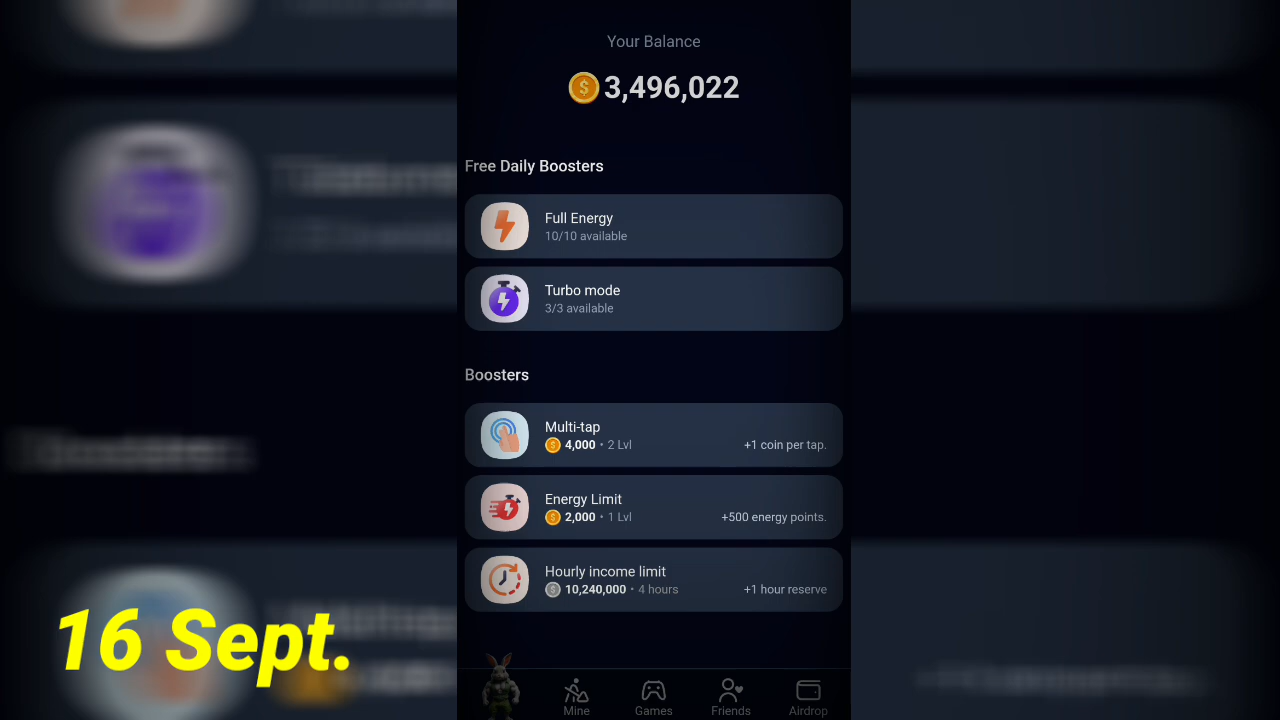 Your Balance
3,496,022
Free Daily Boosters
Full Energy
10/10 available
Turbo mode
3/3 available
Boosters
Multi-tap
4,000 • 2 Lvl +1 coin per tap.
Energy Limit
2,000 • 1 Lvl +500 energy points.
Hourly income limit
10,240,000 • 4 hours +1 hour reserve
16 Sept.
Mine Games Friends Airdrop